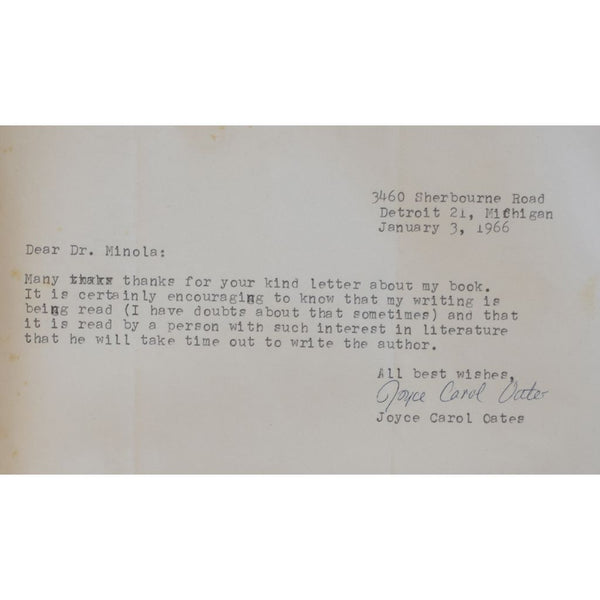 3460 Sherbourne Road
Detroit 21, Michigan
January 3, 1966
Dear Dr. Minola:
Many thanks for your kind letter about my book.
It is certainly encouraging to know that my writing is
being read (I have doubts about that sometimes) and that
it is read by a person with such interest in literature
that he will take time out to write the author.
All best wishes,
Joyce Carol Oates
Joyce Carol Oates